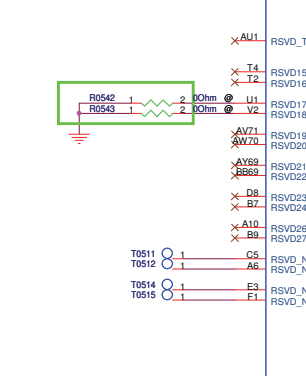 AU1 RSVD_T
T4 RSVD15
T2 RSVD16
R0542 1 2 0Ohm @ U1 RSVD17
R0543 1 2 0Ohm @ V2 RSVD18
AV71 RSVD19
AW70 RSVD20
AY69 RSVD21
BB69 RSVD22
D8 RSVD23
B7 RSVD24
A10 RSVD26
B9 RSVD27
T0511 1 C5 RSVD_N
T0512 1 A6 RSVD_N
T0514 1 E3 RSVD_N
T0515 1 F1 RSVD_N